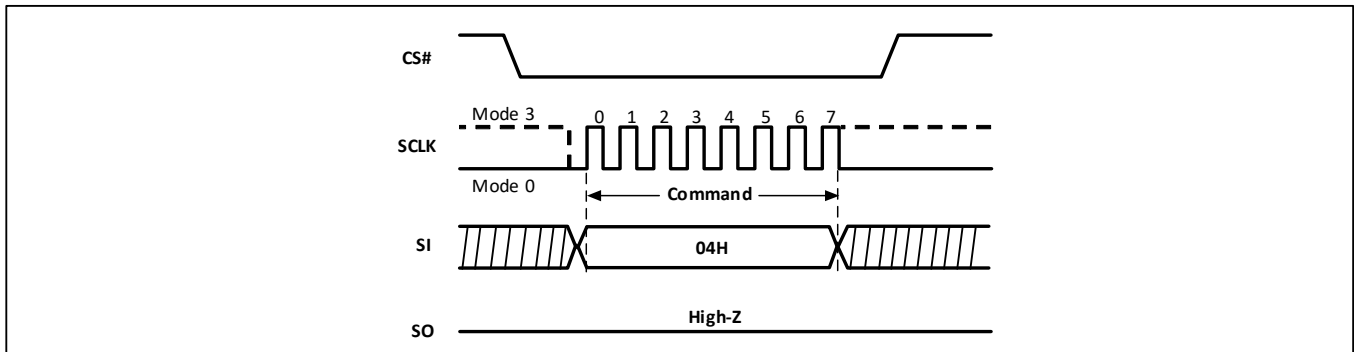 CS#
Mode 3
0 1 2 3 4 5 6 7
SCLK
Mode 0
Command
SI
04H
High-Z
SO